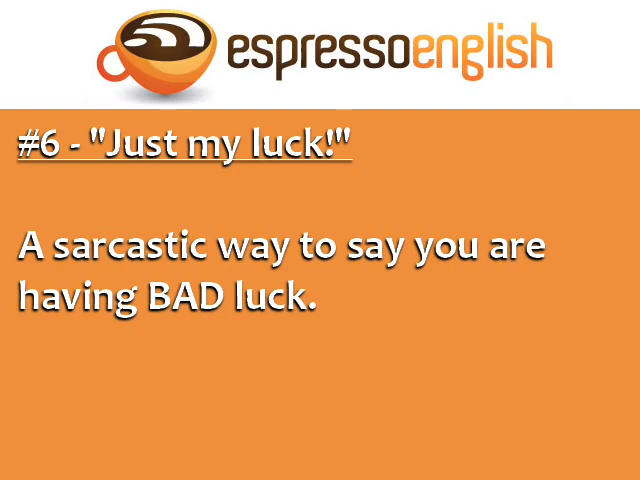 espressoenglish
#6 - "Just my luck!"
A sarcastic way to say you are
having BAD luck.